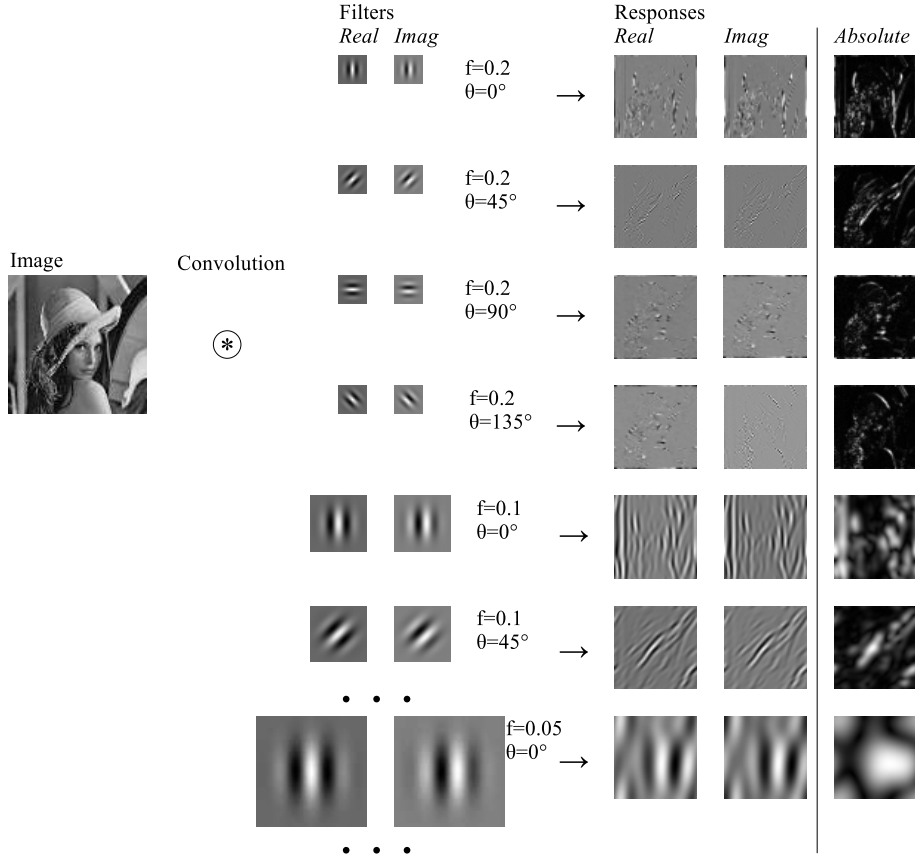 Filters
Real Imag
Responses
Real Imag Absolute
f=0.2
θ=0°
→
f=0.2
θ=45°
→
Image
Convolution
*
f=0.2
θ=90°
→
f=0.2
θ=135°
→
f=0.1
θ=0°
→
f=0.1
θ=45°
→
• • •
f=0.05
θ=0°
→
• • •